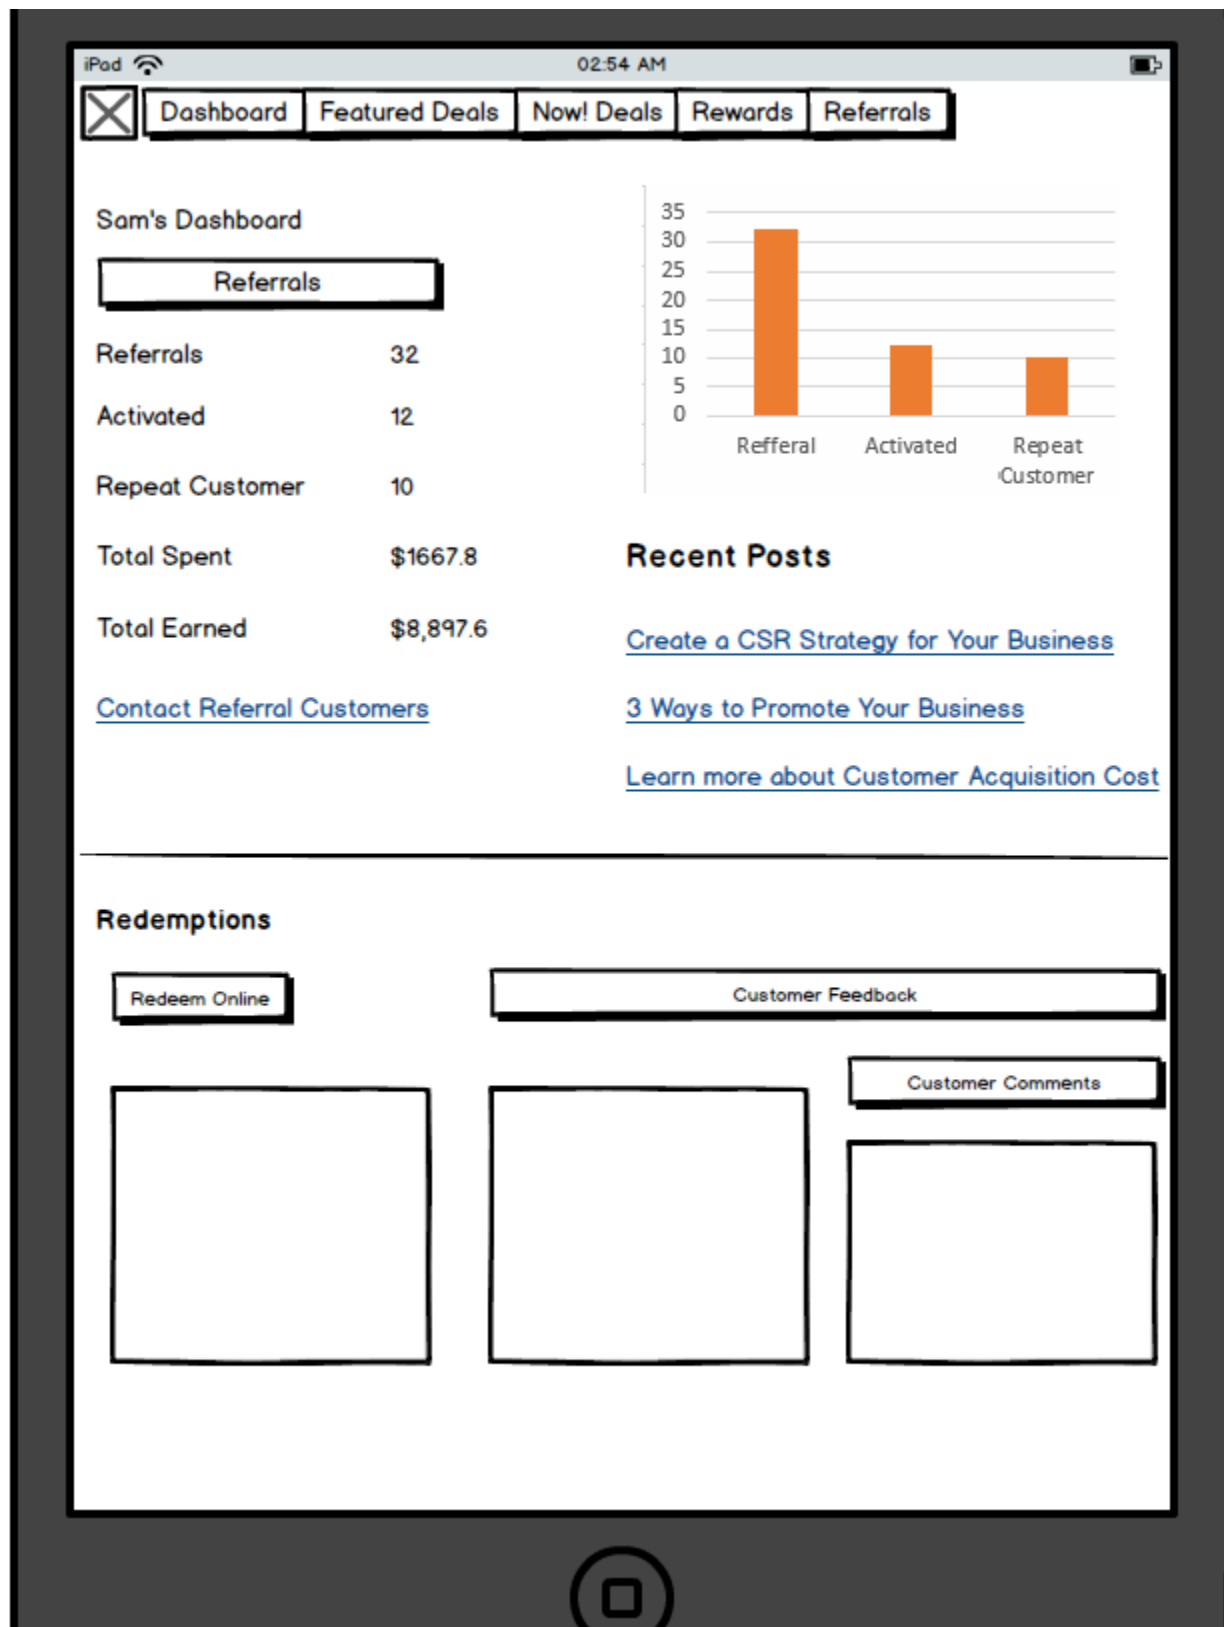 iPad 02:54 AM
Dashboard Featured Deals Now! Deals Rewards Referrals
Sam's Dashboard
Referrals
Referrals 32
Activated 12
Repeat Customer 10
Total Spent $1667.8
Total Earned $8,897.6
Contact Referral Customers
35
30
25
20
15
10
5
0
Refferal Activated Repeat
Customer
Recent Posts
Create a CSR Strategy for Your Business
3 Ways to Promote Your Business
Learn more about Customer Acquisition Cost
Redemptions
Redeem Online
Customer Feedback
Customer Comments